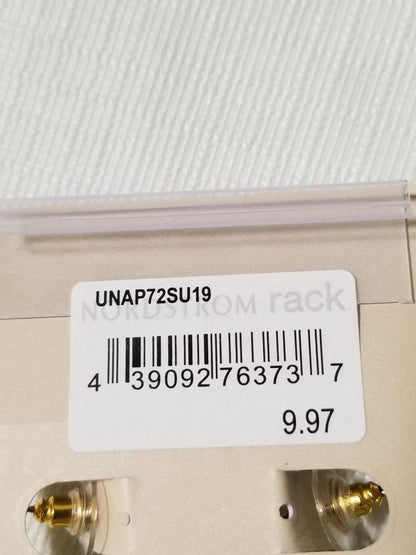 UNAP72SU19
NORDSTROM rack
4 39092 76373 7
9.97